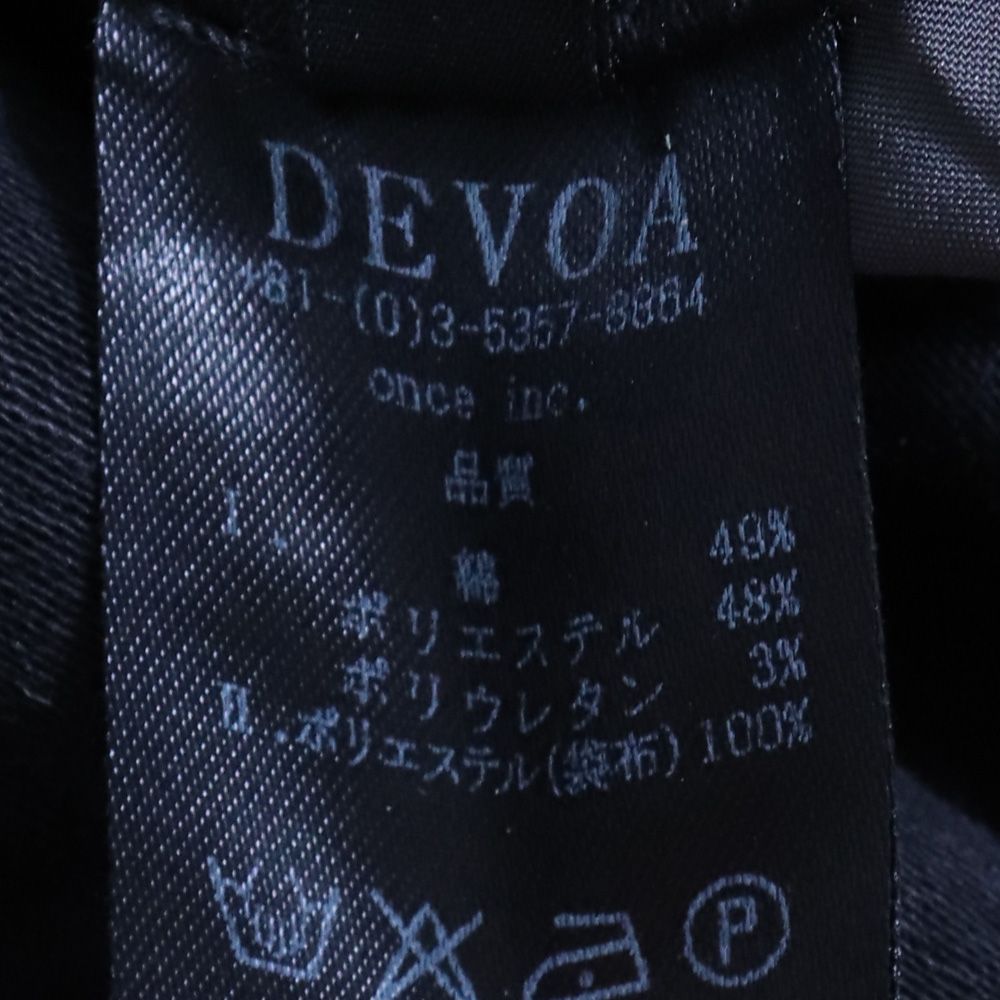 DEVOA
+81-(0)3-5367-8864
once inc.
品質
I.
綿 49%
ポリエステル 48%
ポリウレタン 3%
II.ポリエステル(袋布) 100%
P